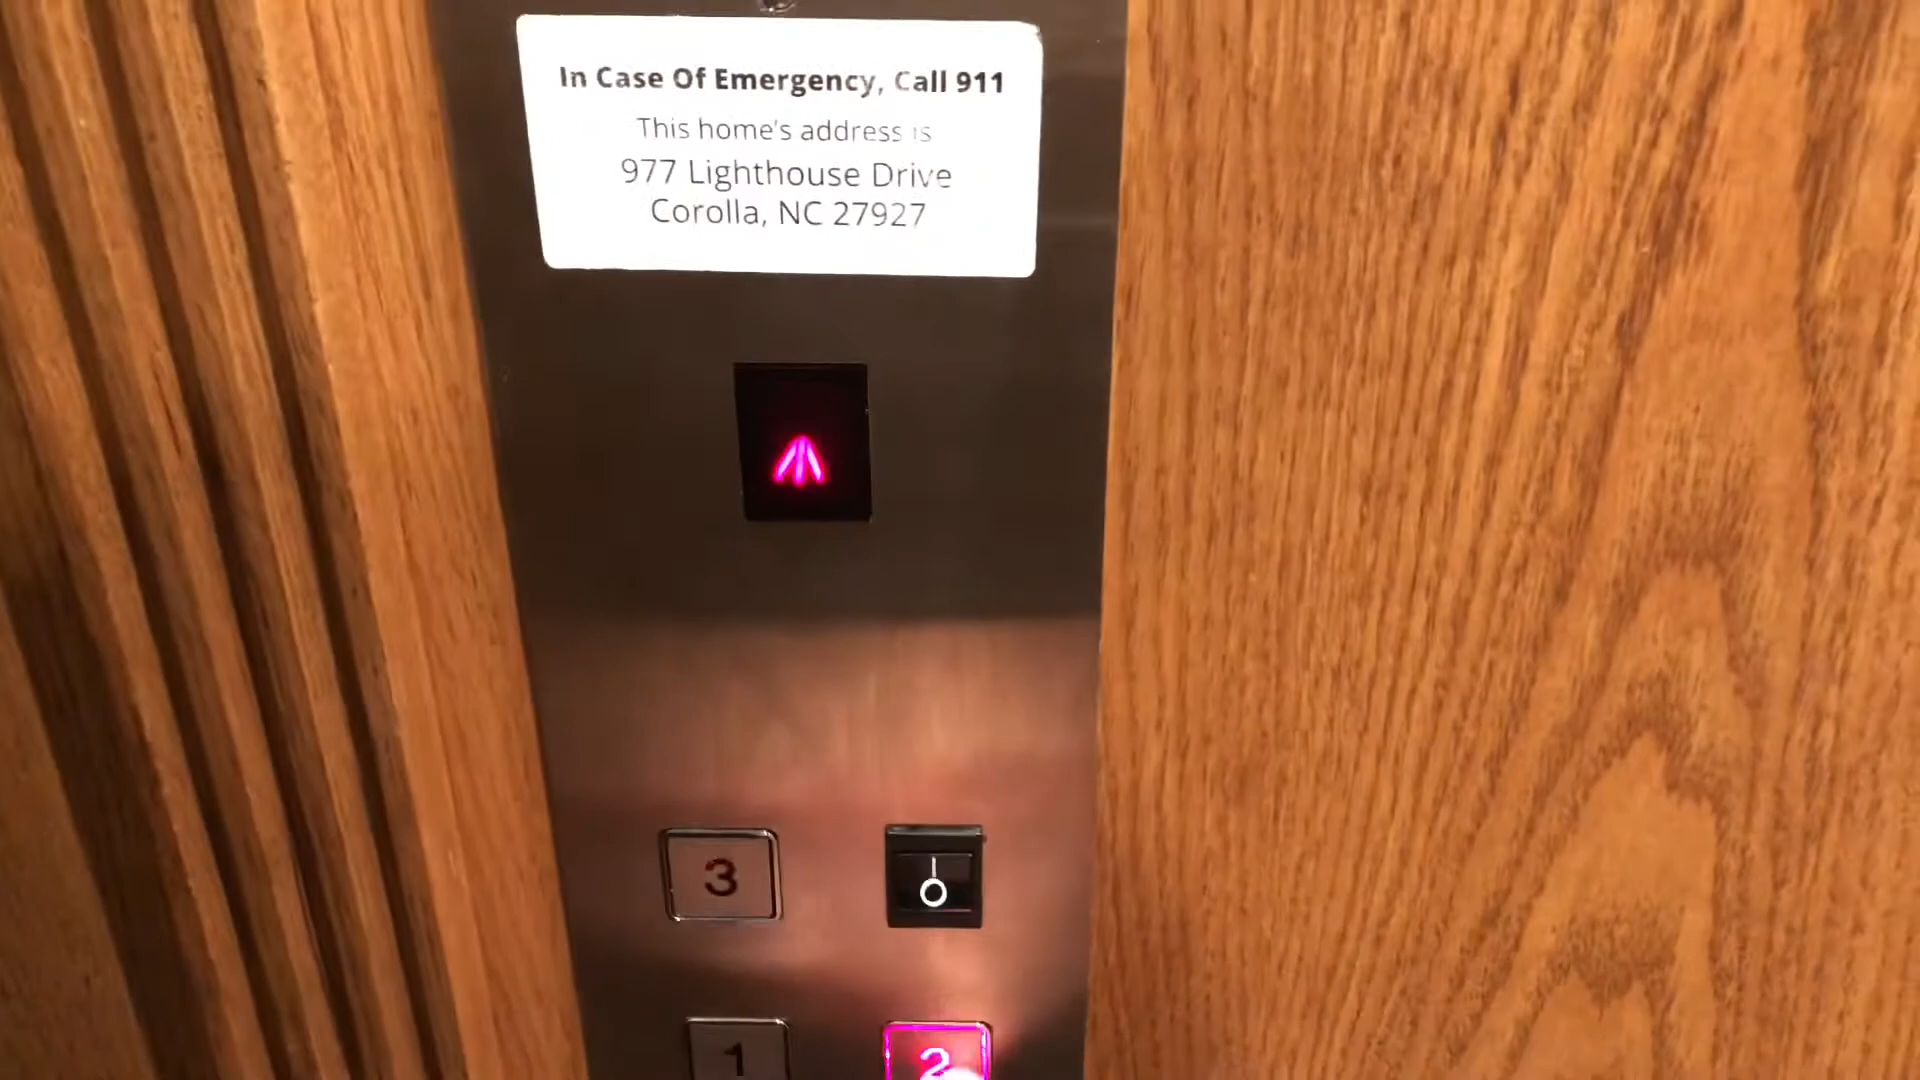 In Case Of Emergency, Call 911
This home's address is
977 Lighthouse Drive
Corolla, NC 27927
3
1 2